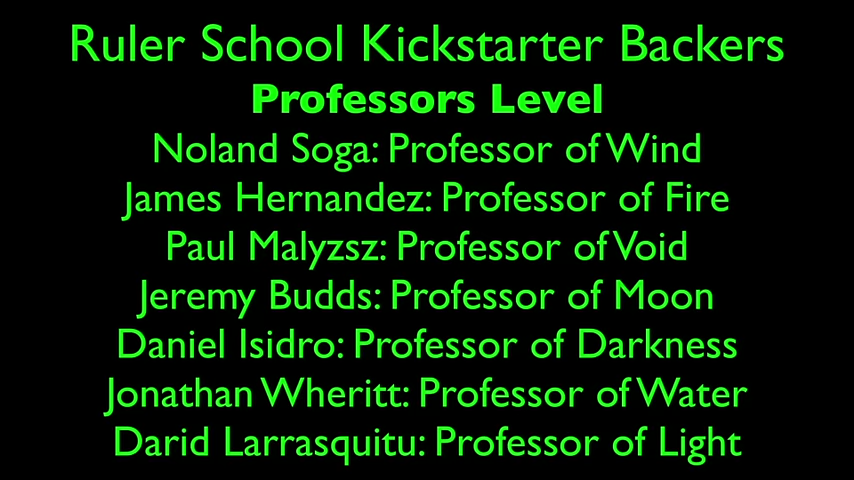 Ruler School Kickstarter Backers
Professors Level
Noland Soga: Professor of Wind
James Hernandez: Professor of Fire
Paul Malyzsz: Professor of Void
Jeremy Budds: Professor of Moon
Daniel Isidro: Professor of Darkness
Jonathan Wheritt: Professor of Water
Darid Larrasquitu: Professor of Light